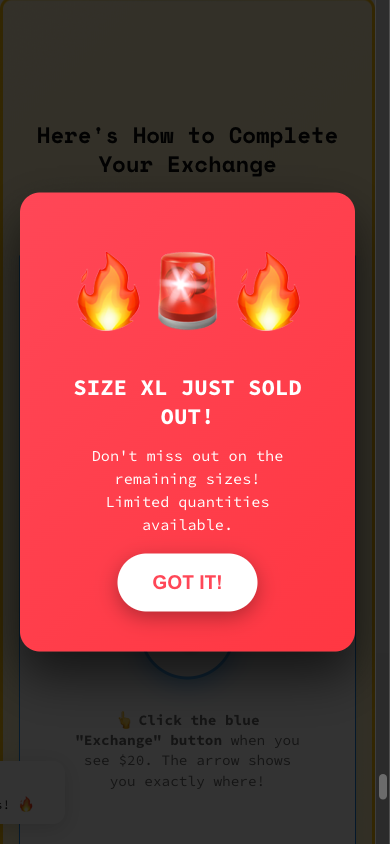 Here's How to Complete
Your Exchange
SIZE XL JUST SOLD
OUT!
Don't miss out on the
remaining sizes!
Limited quantities
available.
GOT IT!
👆 Click the blue
"Exchange" button when you
see $20. The arrow shows
you exactly where!
s! 🔥